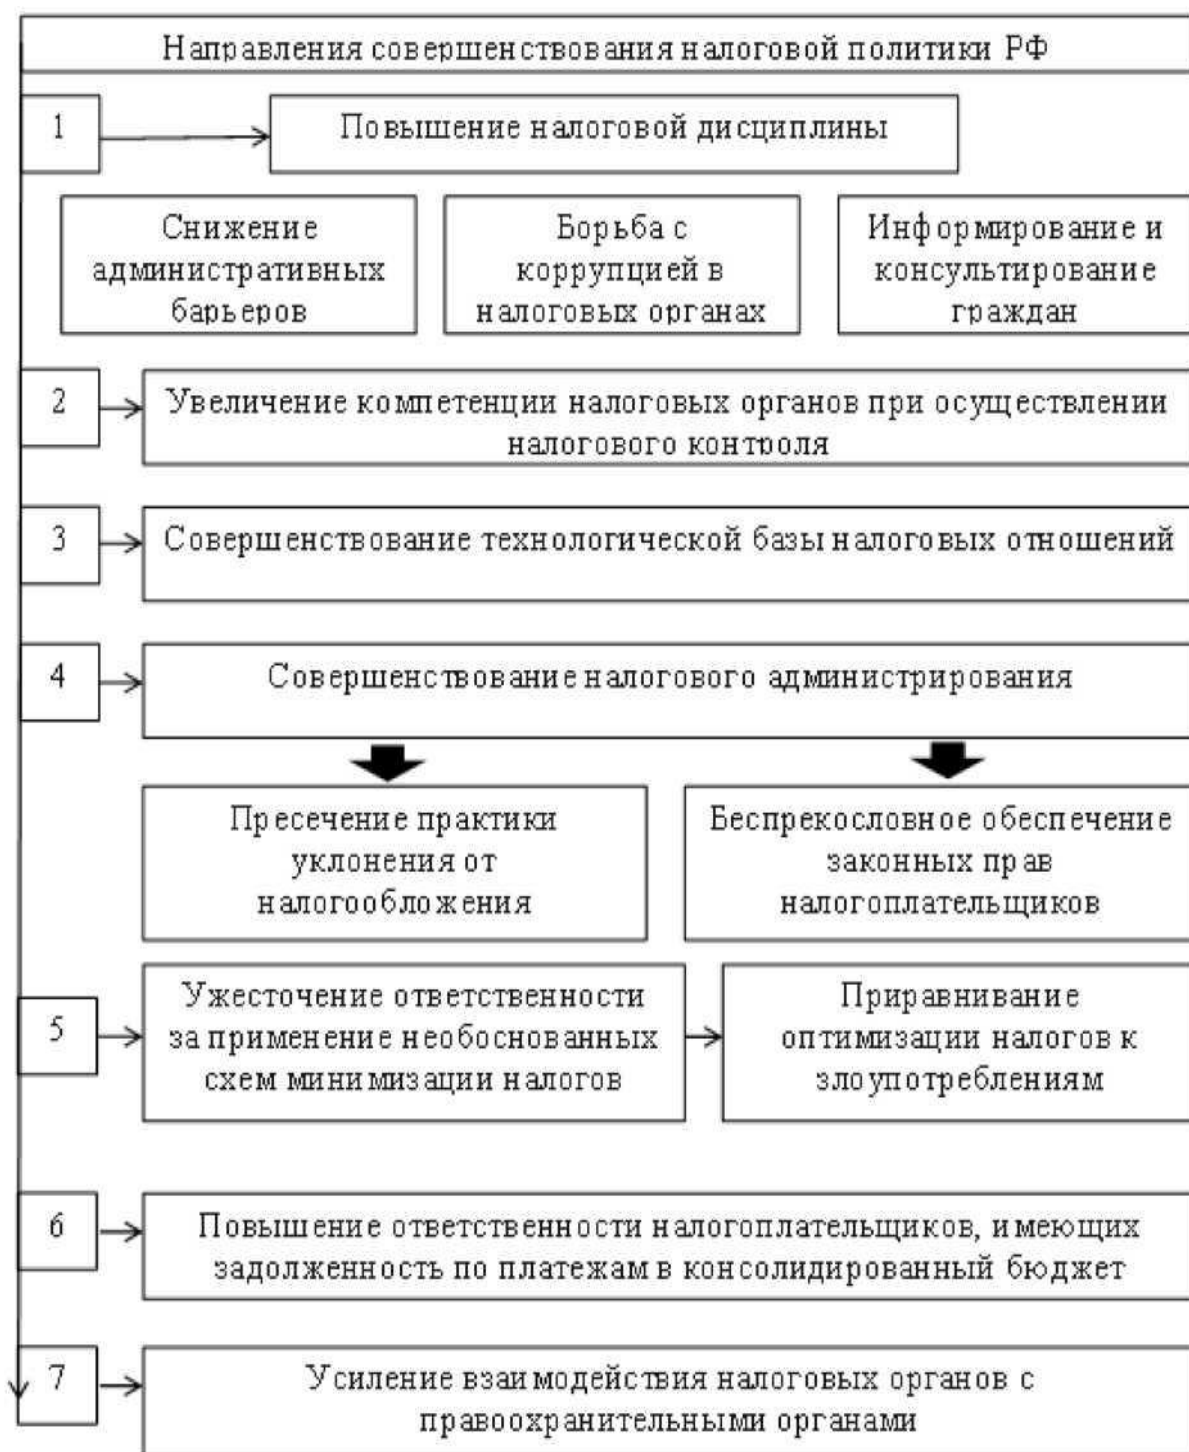 Направления совершенствования налоговой политики РФ
1
Повышение налоговой дисциплины
Снижение
административных
барьеров
Борьба с
коррупцией в
налоговых органах
Информирование и
консультирование
граждан
2
Увеличение компетенции налоговых органов при осуществлении
налогового контроля
3
Совершенствование технологической базы налоговых отношений
4
Совершенствование налогового администрирования
Пресечение практики
уклонения от
налогообложения
Беспрекословное обеспечение
законных прав
налогоплательщиков
5
Ужесточение ответственности
за применение необоснованных
схем минимизации налогов
Приравнивание
оптимизации налогов к
злоупотреблениям
6
Повышение ответственности налогоплательщиков, имеющих
задолженность по платежам в консолидированный бюджет
7
Усиление взаимодействия налоговых органов с
правоохранительными органами